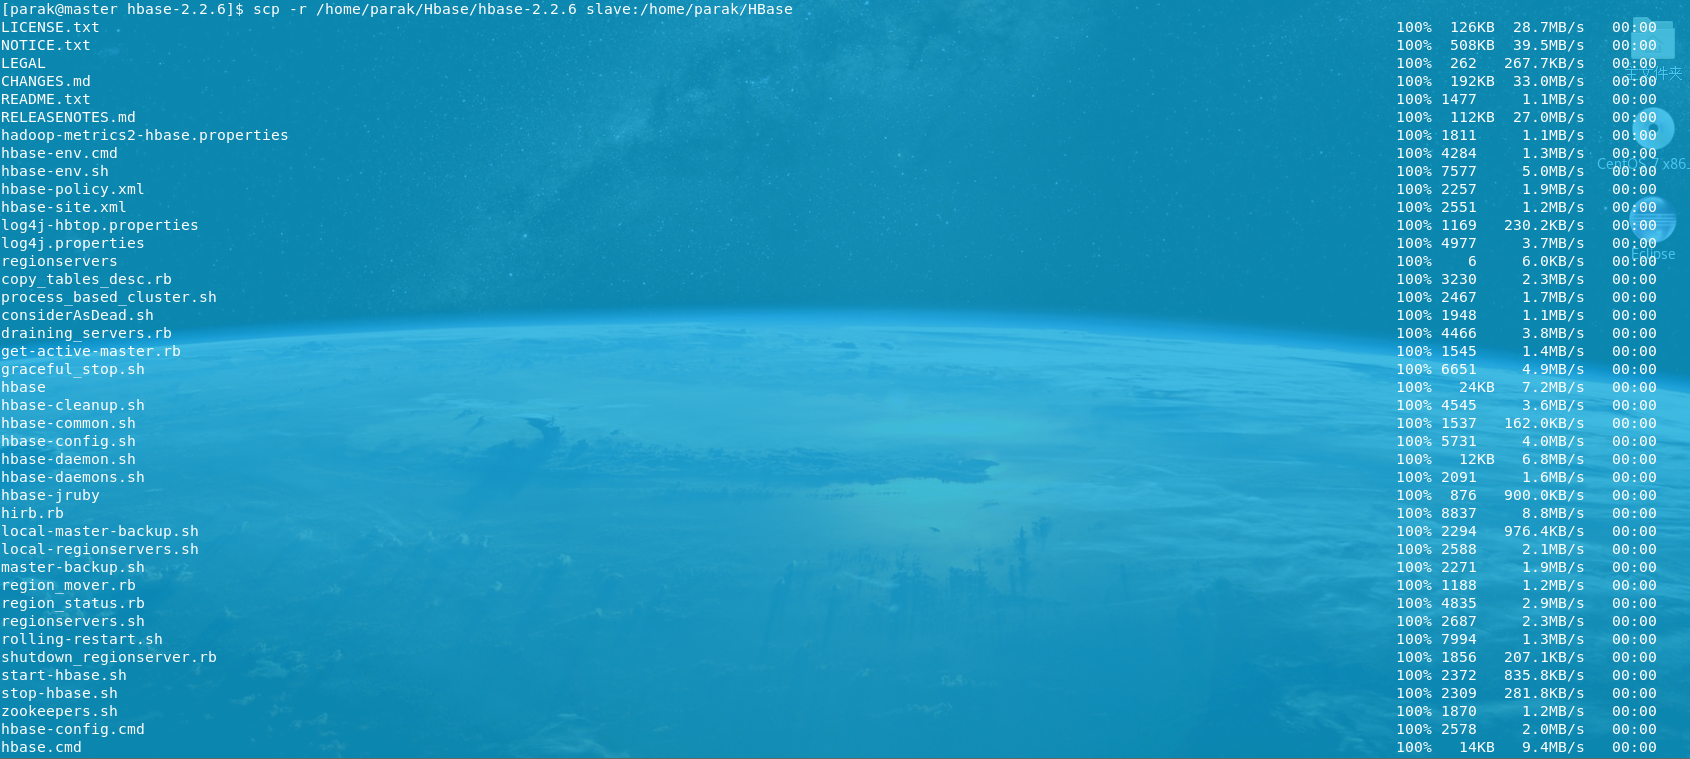 [parak@master hbase-2.2.6]$ scp -r /home/parak/Hbase/hbase-2.2.6 slave:/home/parak/HBase
LICENSE.txt 100% 126KB 28.7MB/s 00:00
NOTICE.txt 100% 508KB 39.5MB/s 00:00
LEGAL 100% 262 267.7KB/s 00:00
主文件夹
CHANGES.md 100% 192KB 33.0MB/s 00:00
README.txt 100% 1477 1.1MB/s 00:00
RELEASENOTES.md 100% 112KB 27.0MB/s 00:00
hadoop-metrics2-hbase.properties 100% 1811 1.1MB/s 00:00
hbase-env.cmd 100% 4284 1.3MB/s 00:00
CentOS 7 x86_
hbase-env.sh 100% 7577 5.0MB/s 00:00
hbase-policy.xml 100% 2257 1.9MB/s 00:00
hbase-site.xml 100% 2551 1.2MB/s 00:00
log4j-hbtop.properties 100% 1169 230.2KB/s 00:00
log4j.properties 100% 4977 3.7MB/s 00:00
Eclipse
regionservers 100% 6 6.0KB/s 00:00
copy_tables_desc.rb 100% 3230 2.3MB/s 00:00
process_based_cluster.sh 100% 2467 1.7MB/s 00:00
considerAsDead.sh 100% 1948 1.1MB/s 00:00
draining_servers.rb 100% 4466 3.8MB/s 00:00
get-active-master.rb 100% 1545 1.4MB/s 00:00
graceful_stop.sh 100% 6651 4.9MB/s 00:00
hbase 100% 24KB 7.2MB/s 00:00
hbase-cleanup.sh 100% 4545 3.6MB/s 00:00
hbase-common.sh 100% 1537 162.0KB/s 00:00
hbase-config.sh 100% 5731 4.0MB/s 00:00
hbase-daemon.sh 100% 12KB 6.8MB/s 00:00
hbase-daemons.sh 100% 2091 1.6MB/s 00:00
hbase-jruby 100% 876 900.0KB/s 00:00
hirb.rb 100% 8837 8.8MB/s 00:00
local-master-backup.sh 100% 2294 976.4KB/s 00:00
local-regionservers.sh 100% 2588 2.1MB/s 00:00
master-backup.sh 100% 2271 1.9MB/s 00:00
region_mover.rb 100% 1188 1.2MB/s 00:00
region_status.rb 100% 4835 2.9MB/s 00:00
regionservers.sh 100% 2687 2.3MB/s 00:00
rolling-restart.sh 100% 7994 1.3MB/s 00:00
shutdown_regionserver.rb 100% 1856 207.1KB/s 00:00
start-hbase.sh 100% 2372 835.8KB/s 00:00
stop-hbase.sh 100% 2309 281.8KB/s 00:00
zookeepers.sh 100% 1870 1.2MB/s 00:00
hbase-config.cmd 100% 2578 2.0MB/s 00:00
hbase.cmd 100% 14KB 9.4MB/s 00:00